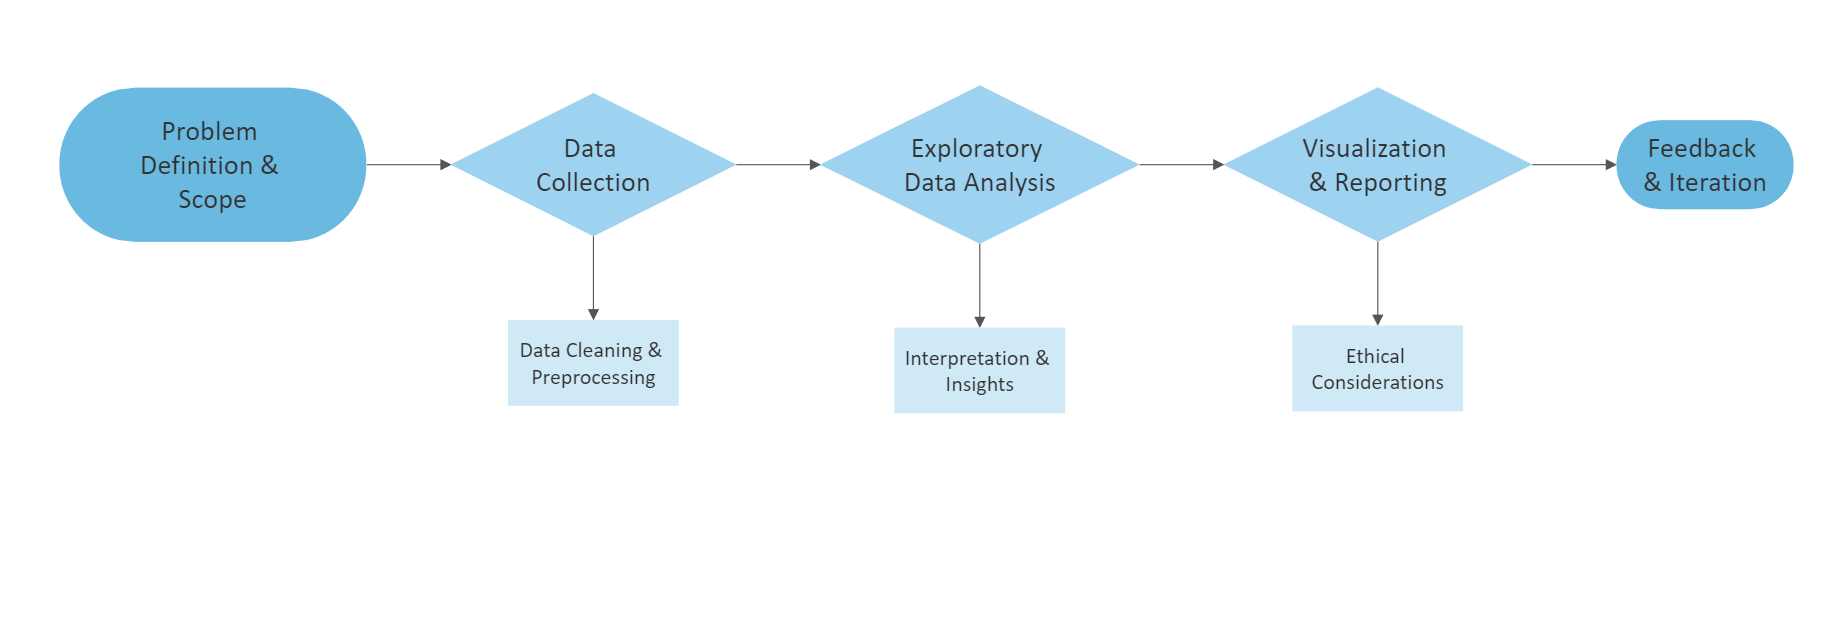 Problem
Definition &
Scope
Data
Collection
Exploratory
Data Analysis
Visualization
& Reporting
Feedback
& Iteration
Data Cleaning &
Preprocessing
Interpretation &
Insights
Ethical
Considerations